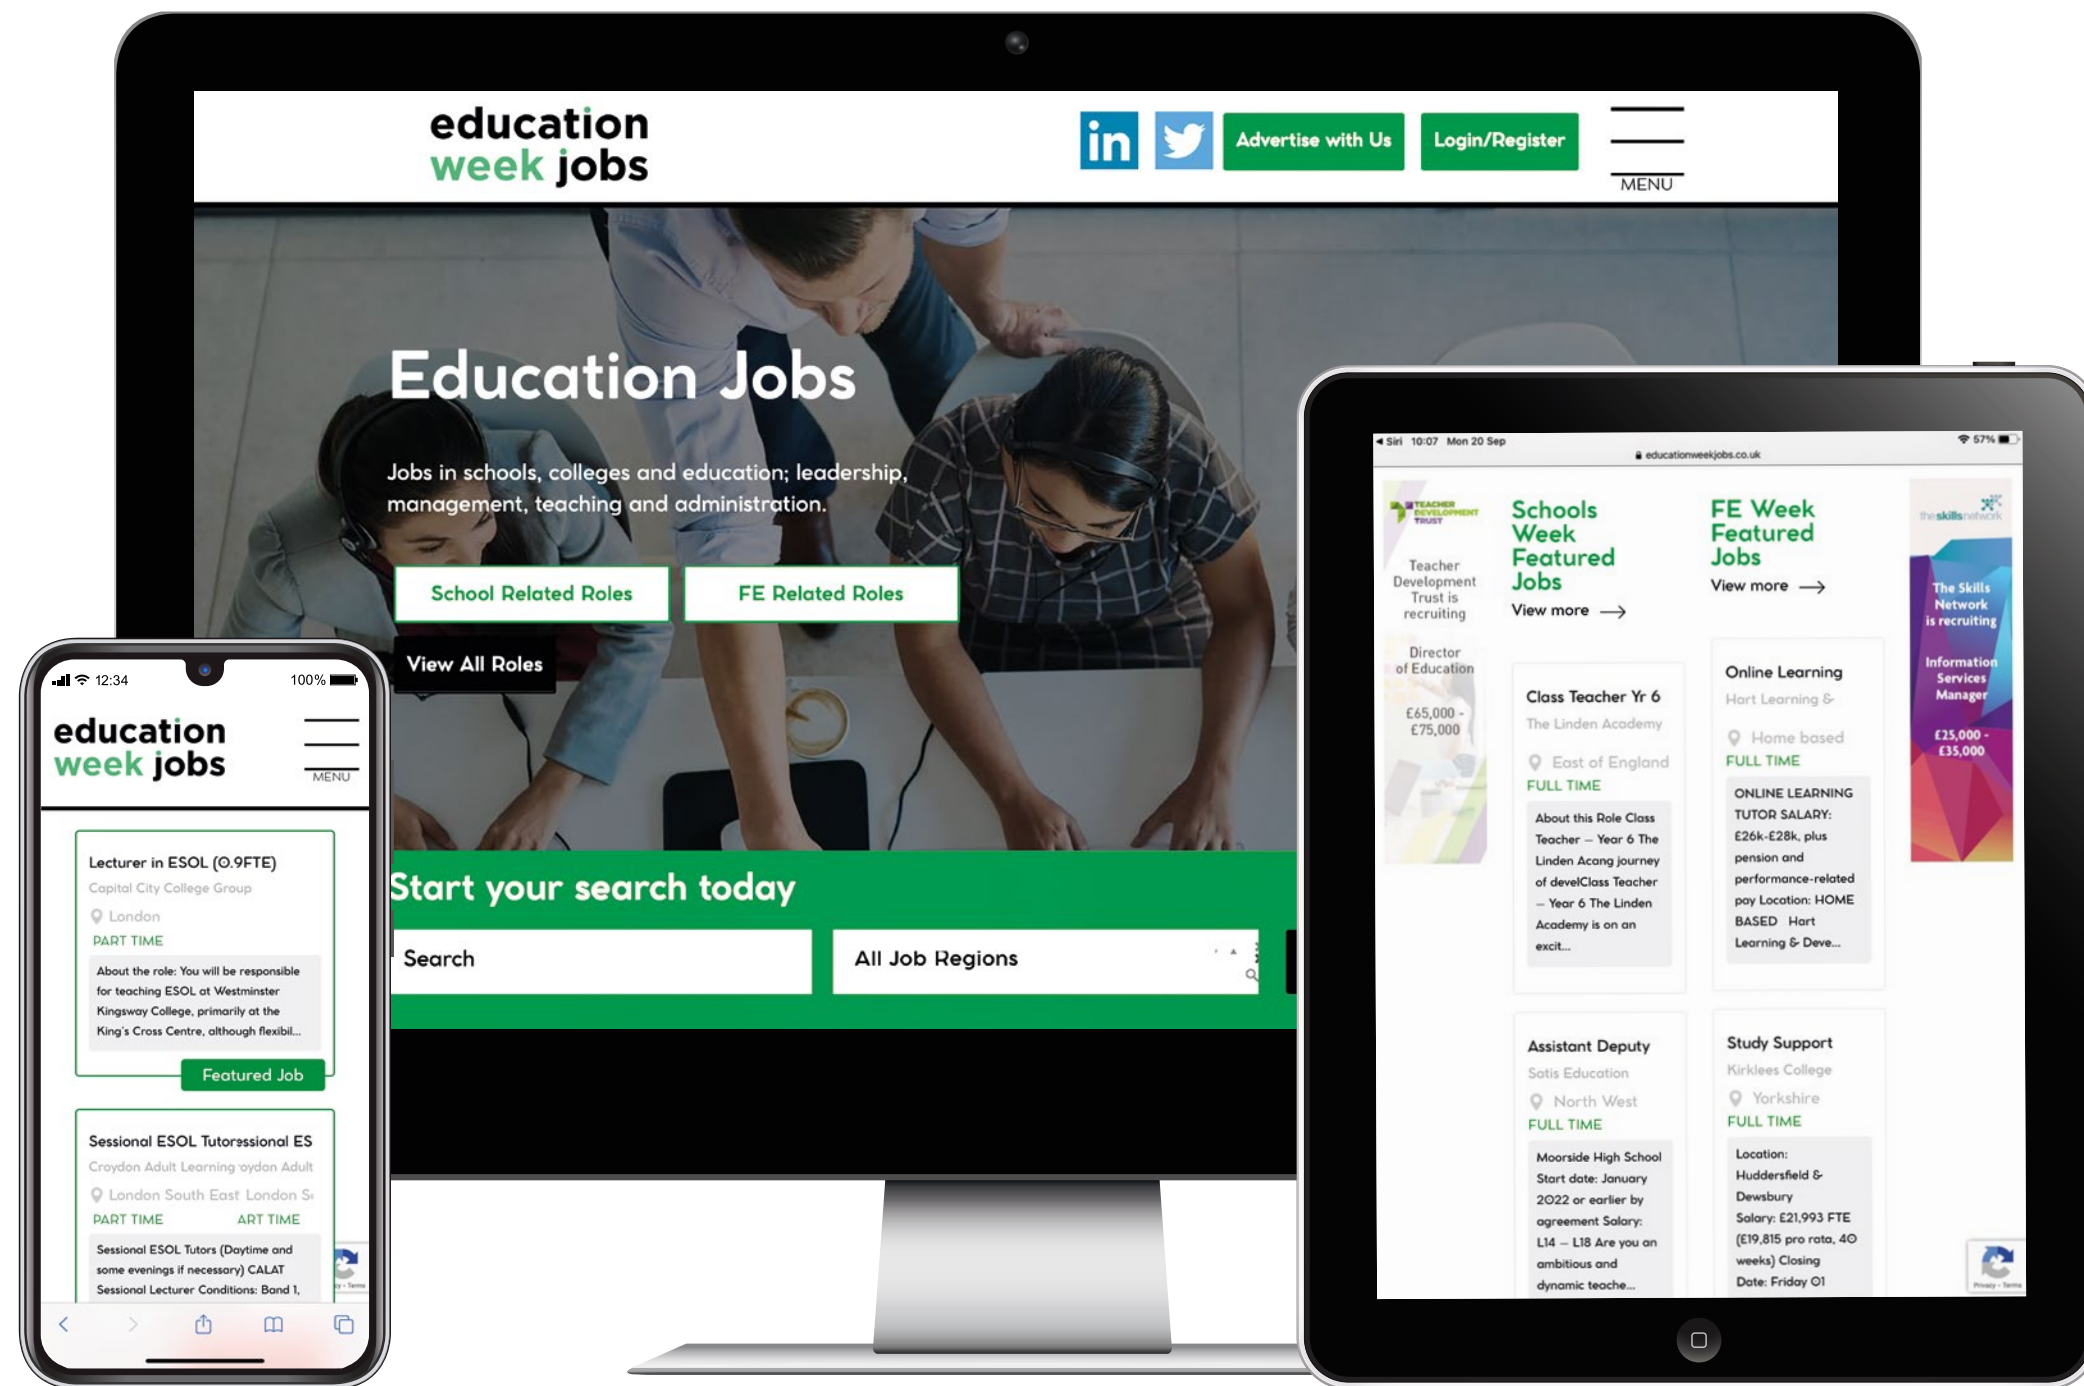 education
week jobs
in
Advertise with Us
Login/Register
MENU
Education Jobs
Jobs in schools, colleges and education; leadership,
management, teaching and administration.
School Related Roles
FE Related Roles
View All Roles
Start your search today
Search
All Job Regions
12:34
100%
education
week jobs
MENU
Lecturer in ESOL (0.9FTE)
Capital City College Group
London
PART TIME
About the role: You will be responsible
for teaching ESOL at Westminster
Kingsway College, primarily at the
King's Cross Centre, although flexibil...
Featured Job
Sessional ESOL Tutoressional ES
Croydon Adult Learning oydon Adult
London South East London S
PART TIME
ART TIME
Sessional ESOL Tutors (Daytime and
some evenings if necessary) CALAT
Sessional Lecturer Conditions: Band 1,
cy - Terms
Siri 10:07 Mon 20 Sep
57%
educationweekjobs.co.uk
TEACHER
DEVELOPMENT
TRUST
Teacher
Development
Trust is
recruiting
Director
of Education
£65,000 -
£75,000
Schools
Week
Featured
Jobs
View more
Class Teacher Yr 6
The Linden Academy
East of England
FULL TIME
About this Role Class
Teacher – Year 6 The
Linden Acang journey
of develClass Teacher
– Year 6 The Linden
Academy is on an
excit...
Assistant Deputy
Satis Education
North West
FULL TIME
Moorside High School
Start date: January
2022 or earlier by
agreement Salary:
L14 – L18 Are you an
ambitious and
dynamic teache...
FE Week
Featured
Jobs
View more
Online Learning
Hart Learning &
Home based
FULL TIME
ONLINE LEARNING
TUTOR SALARY:
£26k-£28k, plus
pension and
performance-related
pay Location: HOME
BASED Hart
Learning & Deve...
Study Support
Kirklees College
Yorkshire
FULL TIME
Location:
Huddersfield &
Dewsbury
Salary: £21,993 FTE
(£19,815 pro rata, 40
weeks) Closing
Date: Friday 01
theskillsnetwork
The Skills
Network
is recruiting
Information
Services
Manager
£25,000 -
£35,000
Privacy - Terms